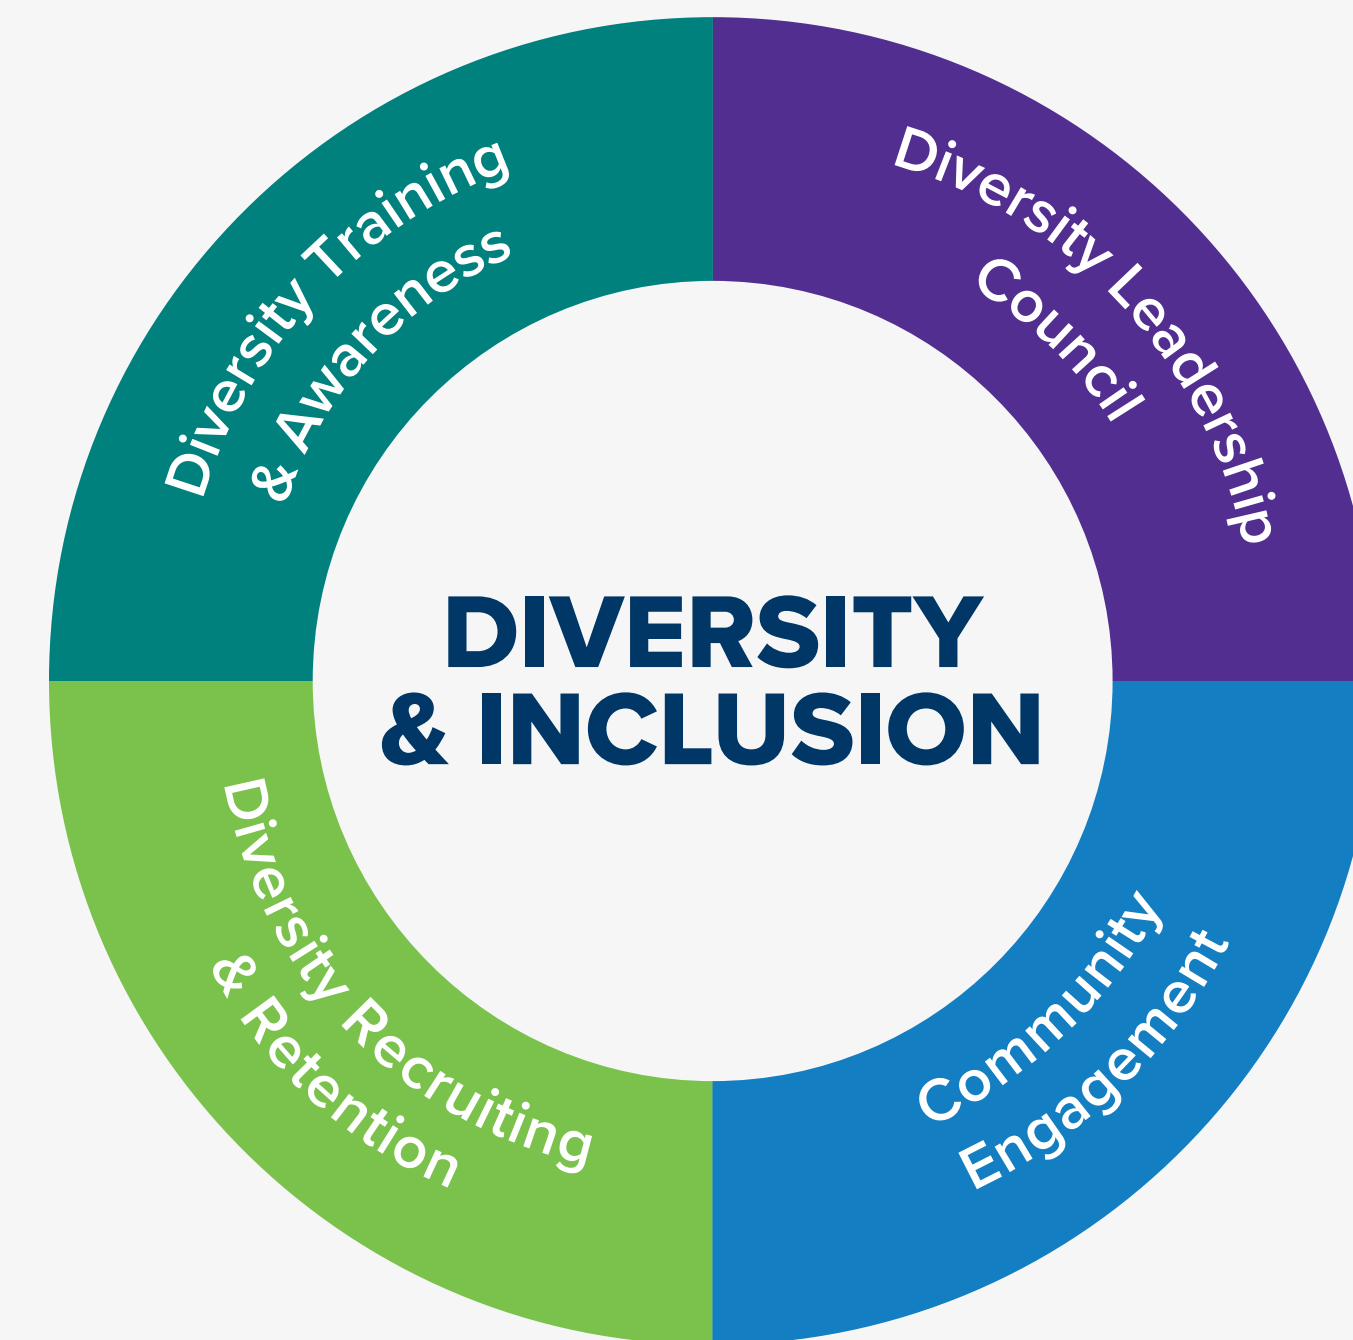 Diversity Training
& Awareness
Diversity Leadership
Council
DIVERSITY
& INCLUSION
Diversity Recruiting
& Retention
Community
Engagement